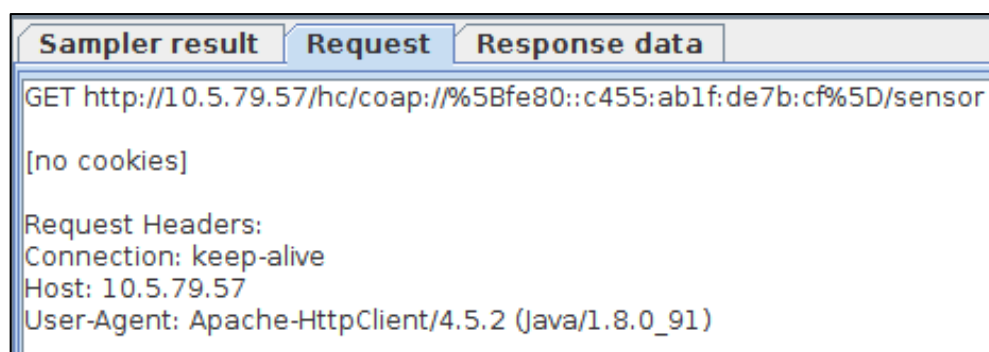 Sampler result Request Response data
GET http://10.5.79.57/hc/coap://%5Bfe80::c455:ab1f:de7b:cf%5D/sensor
[no cookies]
Request Headers:
Connection: keep-alive
Host: 10.5.79.57
User-Agent: Apache-HttpClient/4.5.2 (Java/1.8.0_91)